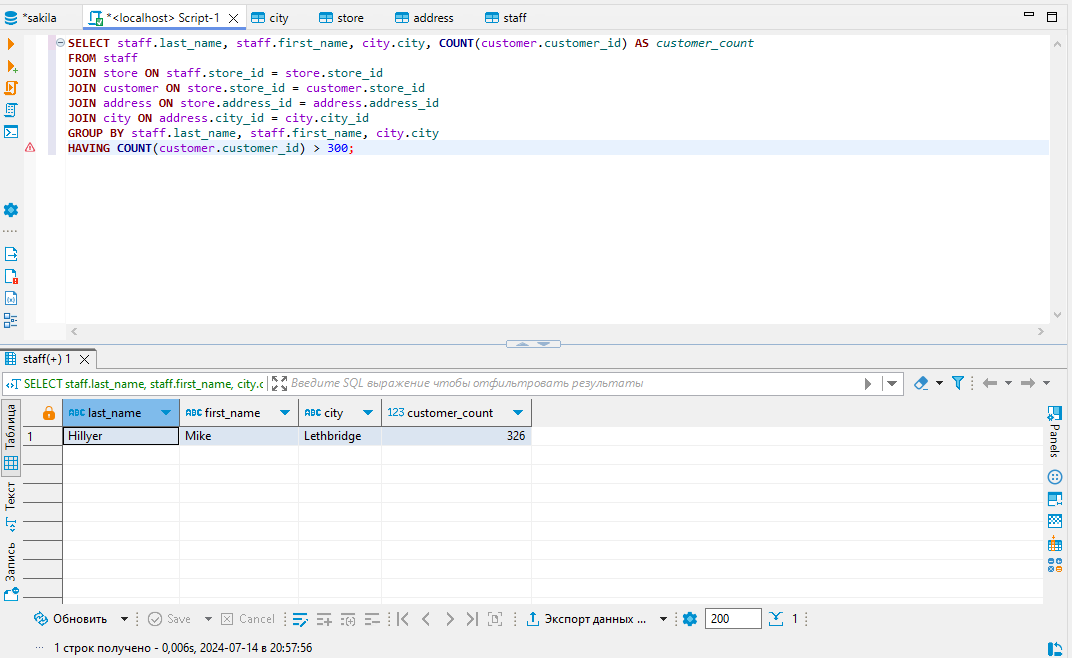 *sakila
*<localhost> Script-1
city
store
address
staff
SELECT staff.last_name, staff.first_name, city.city, COUNT(customer.customer_id) AS customer_count
FROM staff
JOIN store ON staff.store_id = store.store_id
JOIN customer ON store.store_id = customer.store_id
JOIN address ON store.address_id = address.address_id
JOIN city ON address.city_id = city.city_id
GROUP BY staff.last_name, staff.first_name, city.city
HAVING COUNT(customer.customer_id) > 300;
staff(+) 1
SELECT staff.last_name, staff.first_name, city.c
Введите SQL выражение чтобы отфильтровать результаты
Таблица
Текст
Запись
ABC last_name
ABC first_name
ABC city
123 customer_count
1
Hillyer
Mike
Lethbridge
326
Panels
Обновить
Save
Cancel
Экспорт данных ...
200
1
1 строк получено - 0,006s, 2024-07-14 в 20:57:56